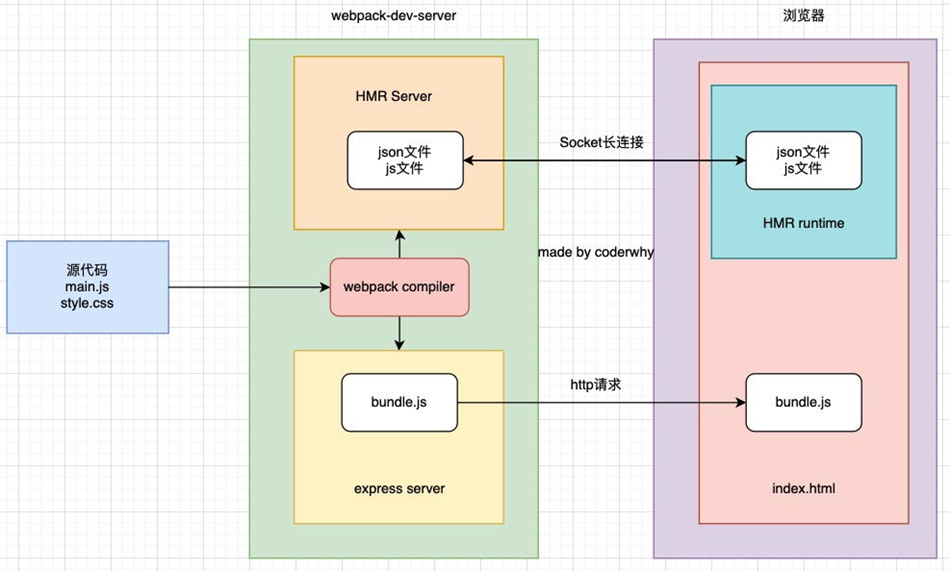 webpack-dev-server
浏览器
HMR Server
json文件
js文件
Socket长连接
json文件
js文件
HMR runtime
made by coderwhy
源代码
main.js
style.css
webpack compiler
http请求
bundle.js
bundle.js
express server
index.html